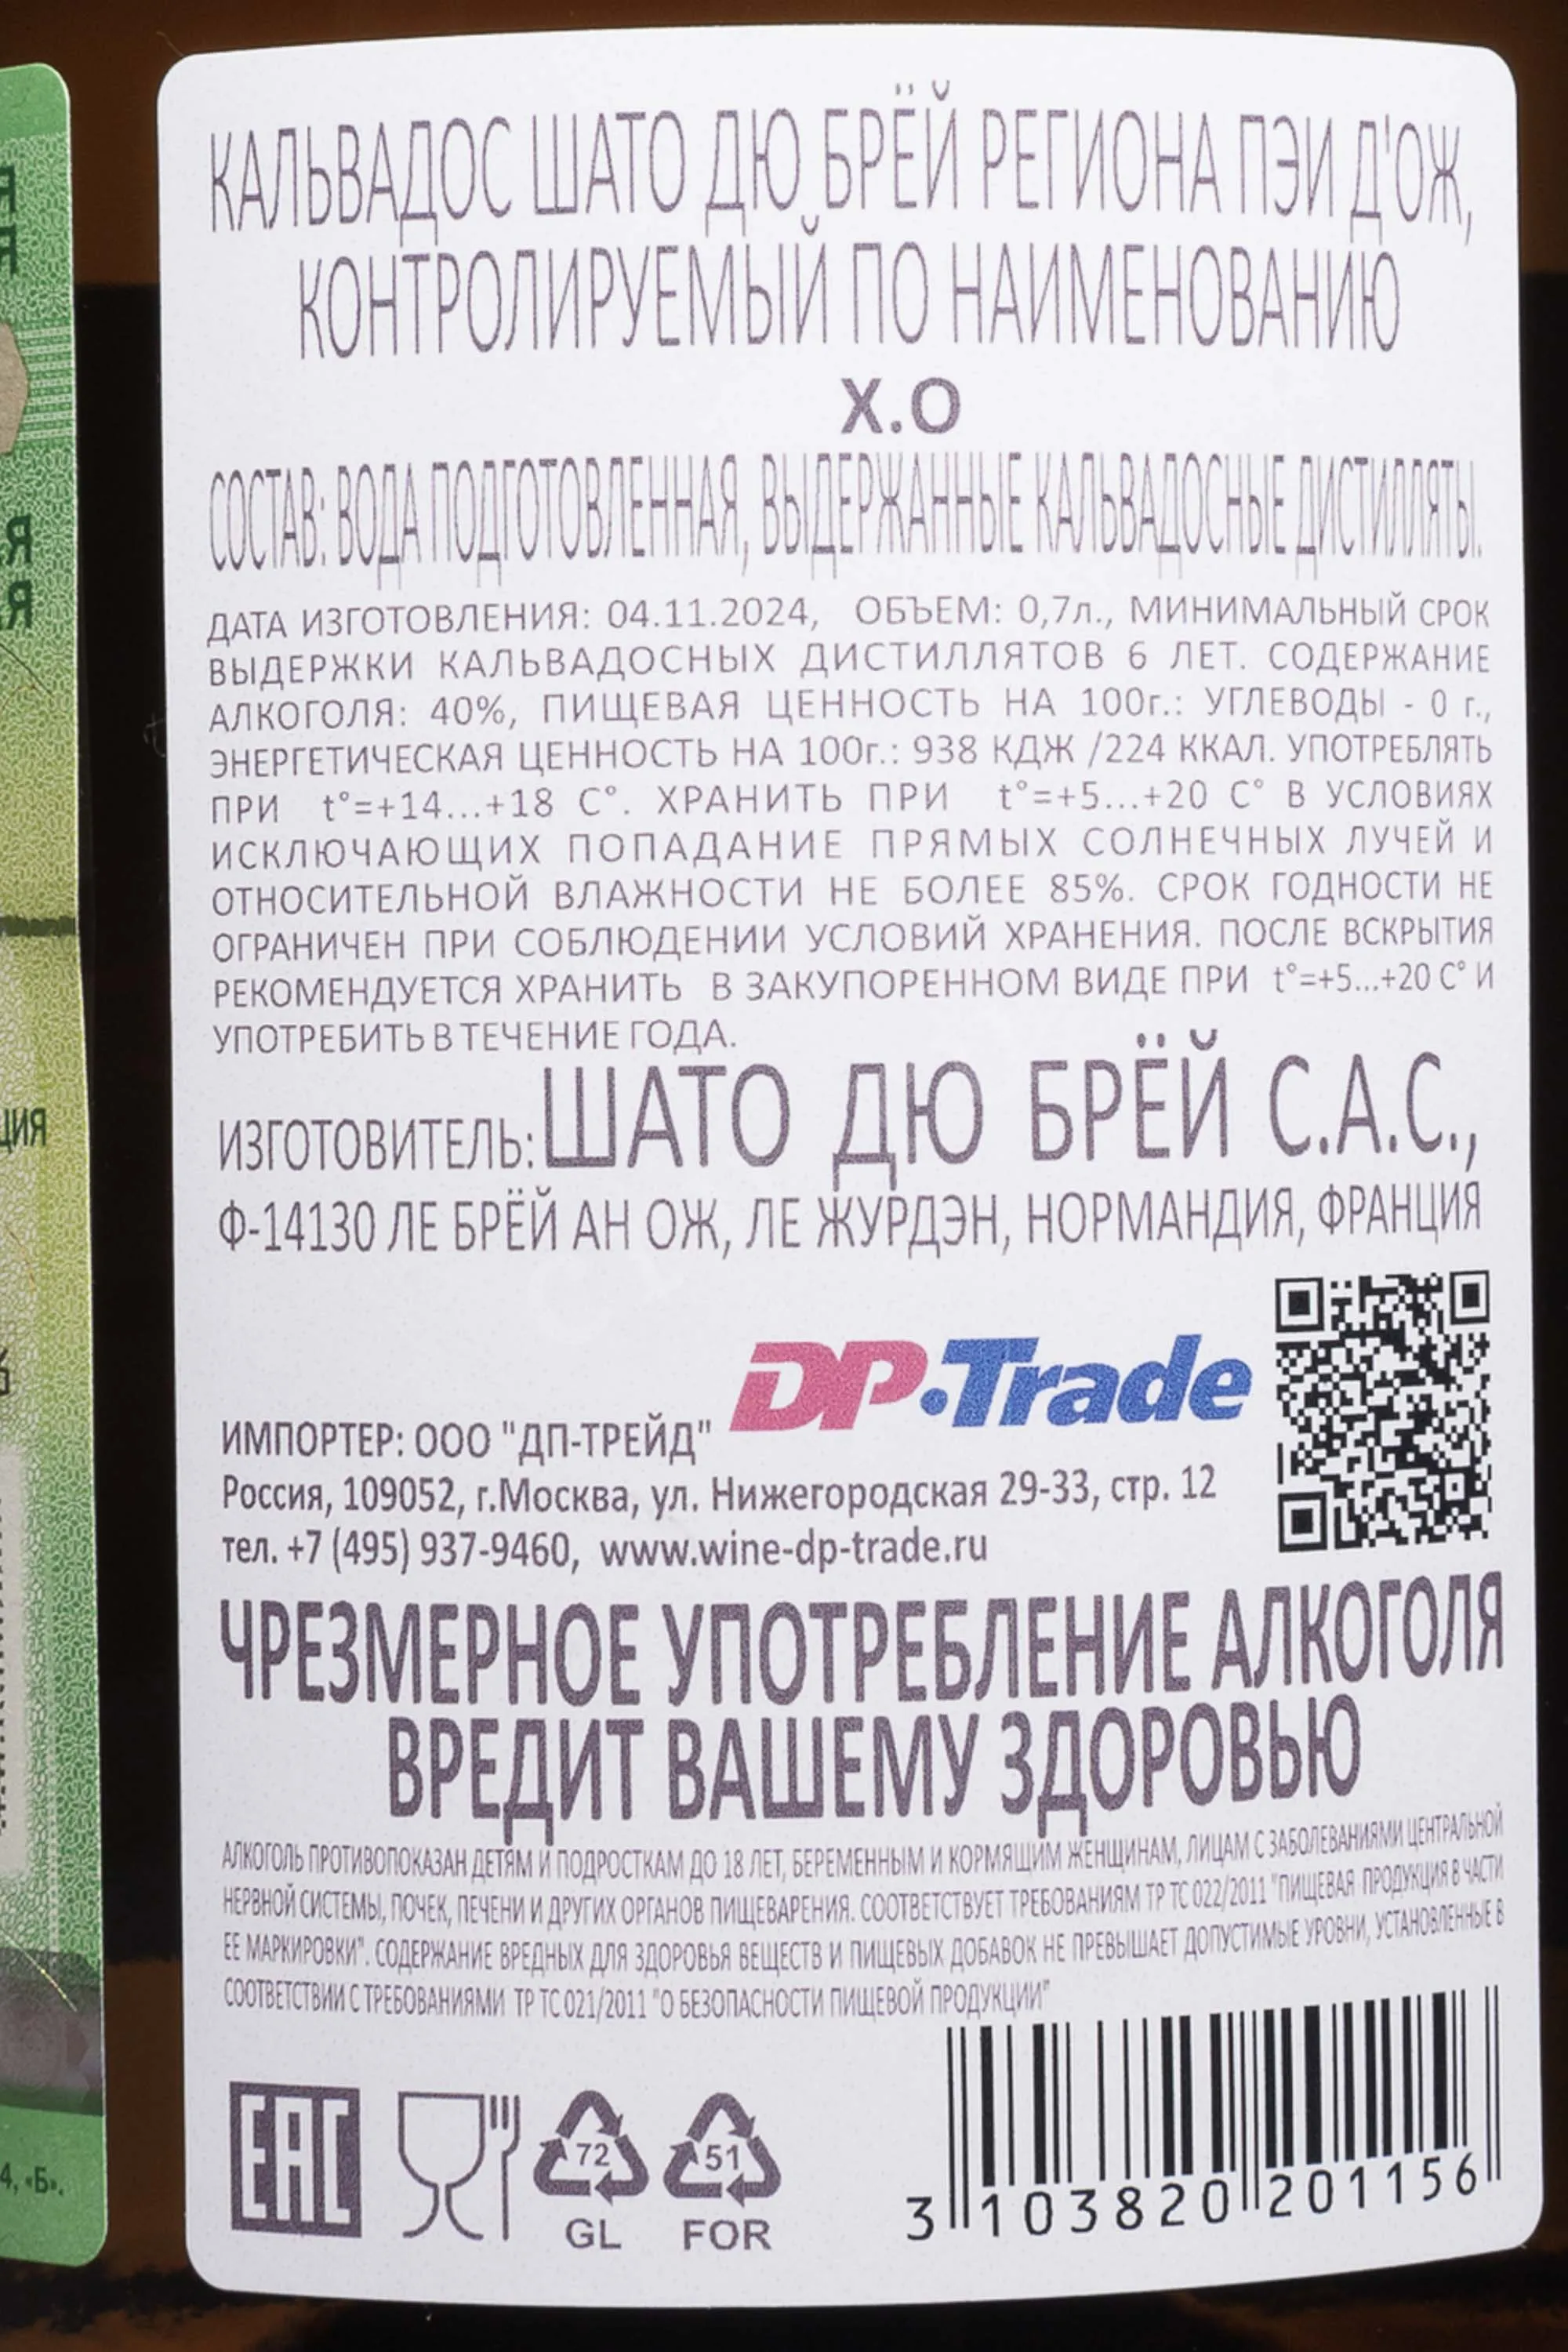 КАЛЬВАДОС ШАТО ДЮ БРЁЙ РЕГИОНА ПЭИ Д'ОЖ,
КОНТРОЛИРУЕМЫЙ ПО НАИМЕНОВАНИЮ
X.O
СОСТАВ: ВОДА ПОДГОТОВЛЕННАЯ, ВЫДЕРЖАННЫЕ КАЛЬВАДОСНЫЕ ДИСТИЛЛЯТЫ.
ДАТА ИЗГОТОВЛЕНИЯ: 04.11.2024, ОБЪЕМ: 0,7л., МИНИМАЛЬНЫЙ СРОК
ВЫДЕРЖКИ КАЛЬВАДОСНЫХ ДИСТИЛЛЯТОВ 6 ЛЕТ. СОДЕРЖАНИЕ
АЛКОГОЛЯ: 40%, ПИЩЕВАЯ ЦЕННОСТЬ НА 100г.: УГЛЕВОДЫ - 0 г.,
ЭНЕРГЕТИЧЕСКАЯ ЦЕННОСТЬ НА 100г.: 938 КДЖ /224 ККАЛ. УПОТРЕБЛЯТЬ
ПРИ t°=+14...+18 С°. ХРАНИТЬ ПРИ t°=+5...+20 С° В УСЛОВИЯХ
ИСКЛЮЧАЮЩИХ ПОПАДАНИЕ ПРЯМЫХ СОЛНЕЧНЫХ ЛУЧЕЙ И
ОТНОСИТЕЛЬНОЙ ВЛАЖНОСТИ НЕ БОЛЕЕ 85%. СРОК ГОДНОСТИ НЕ
ОГРАНИЧЕН ПРИ СОБЛЮДЕНИИ УСЛОВИЙ ХРАНЕНИЯ. ПОСЛЕ ВСКРЫТИЯ
РЕКОМЕНДУЕТСЯ ХРАНИТЬ В ЗАКУПОРЕННОМ ВИДЕ ПРИ t°=+5...+20 С° И
УПОТРЕБИТЬ В ТЕЧЕНИЕ ГОДА.
ИЗГОТОВИТЕЛЬ: ШАТО ДЮ БРЁЙ С.А.С.,
Ф-14130 ЛЕ БРЁЙ АН ОЖ, ЛЕ ЖУРДЭН, НОРМАНДИЯ, ФРАНЦИЯ
DP·Trade
ИМПОРТЕР: ООО "ДП-ТРЕЙД"
Россия, 109052, г.Москва, ул. Нижегородская 29-33, стр. 12
тел. +7 (495) 937-9460, www.wine-dp-trade.ru
ЧРЕЗМЕРНОЕ УПОТРЕБЛЕНИЕ АЛКОГОЛЯ
ВРЕДИТ ВАШЕМУ ЗДОРОВЬЮ
АЛКОГОЛЬ ПРОТИВОПОКАЗАН ДЕТЯМ И ПОДРОСТКАМ ДО 18 ЛЕТ, БЕРЕМЕННЫМ И КОРМЯЩИМ ЖЕНЩИНАМ, ЛИЦАМ С ЗАБОЛЕВАНИЯМИ ЦЕНТРАЛЬНОЙ
НЕРВНОЙ СИСТЕМЫ, ПОЧЕК, ПЕЧЕНИ И ДРУГИХ ОРГАНОВ ПИЩЕВАРЕНИЯ. СООТВЕТСТВУЕТ ТРЕБОВАНИЯМ ТР ТС 022/2011 "ПИЩЕВАЯ ПРОДУКЦИЯ В ЧАСТИ
ЕЕ МАРКИРОВКИ". СОДЕРЖАНИЕ ВРЕДНЫХ ДЛЯ ЗДОРОВЬЯ ВЕЩЕСТВ И ПИЩЕВЫХ ДОБАВОК НЕ ПРЕВЫШАЕТ ДОПУСТИМЫЕ УРОВНИ, УСТАНОВЛЕННЫЕ В
СООТВЕТСТВИИ С ТРЕБОВАНИЯМИ ТР ТС 021/2011 "О БЕЗОПАСНОСТИ ПИЩЕВОЙ ПРОДУКЦИИ"
EAC
72
GL
51
FOR
3 103820 201156
4, «Б».